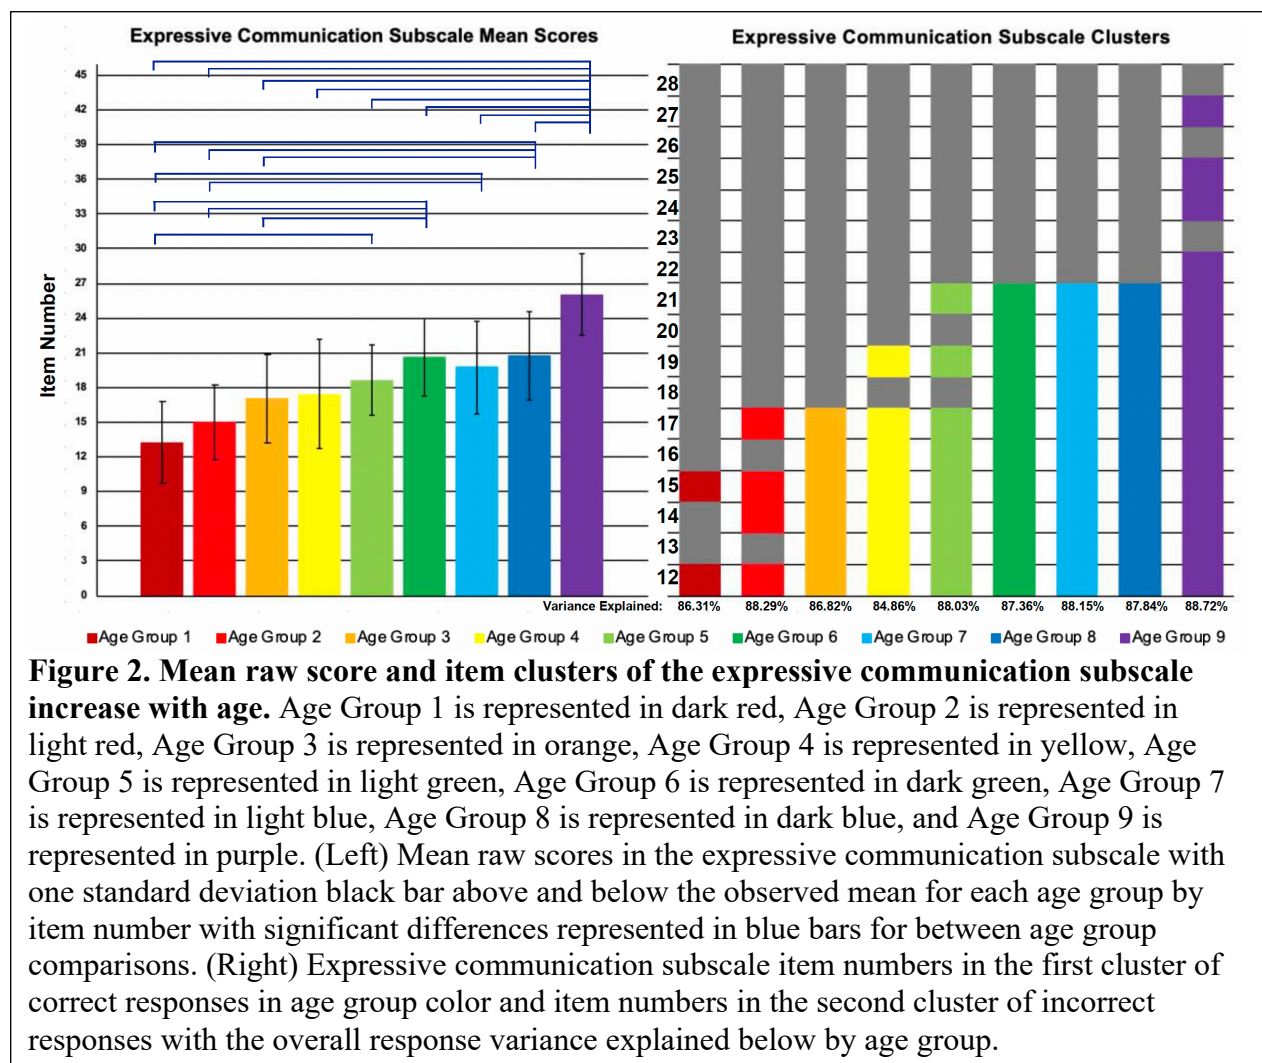 Expressive Communication Subscale Mean Scores
45
42
39
36
33
30
27
24
21
18
15
12
9
6
3
0
Item Number
Expressive Communication Subscale Clusters
28
27
26
25
24
23
22
21
20
19
18
17
16
15
14
13
12
Variance Explained: 86.31% 88.29% 86.82% 84.86% 88.03% 87.36% 88.15% 87.84% 88.72%
Age Group 1 Age Group 2 Age Group 3 Age Group 4 Age Group 5 Age Group 6 Age Group 7 Age Group 8 Age Group 9
Figure 2. Mean raw score and item clusters of the expressive communication subscale
increase with age. Age Group 1 is represented in dark red, Age Group 2 is represented in
light red, Age Group 3 is represented in orange, Age Group 4 is represented in yellow, Age
Group 5 is represented in light green, Age Group 6 is represented in dark green, Age Group 7
is represented in light blue, Age Group 8 is represented in dark blue, and Age Group 9 is
represented in purple. (Left) Mean raw scores in the expressive communication subscale with
one standard deviation black bar above and below the observed mean for each age group by
item number with significant differences represented in blue bars for between age group
comparisons. (Right) Expressive communication subscale item numbers in the first cluster of
correct responses in age group color and item numbers in the second cluster of incorrect
responses with the overall response variance explained below by age group.